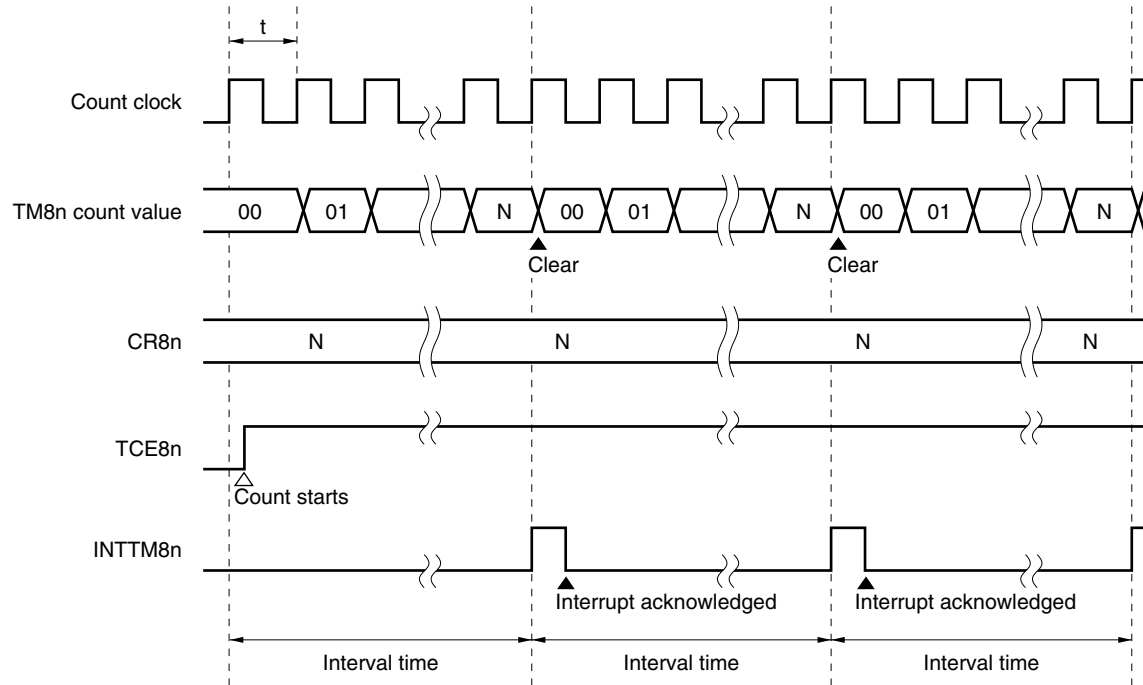 t
Count clock
TM8n count value 00 01 N 00 01 N 00 01 N
Clear Clear
CR8n N N N N
TCE8n
Count starts
INTTM8n
Interrupt acknowledged Interrupt acknowledged
Interval time Interval time Interval time